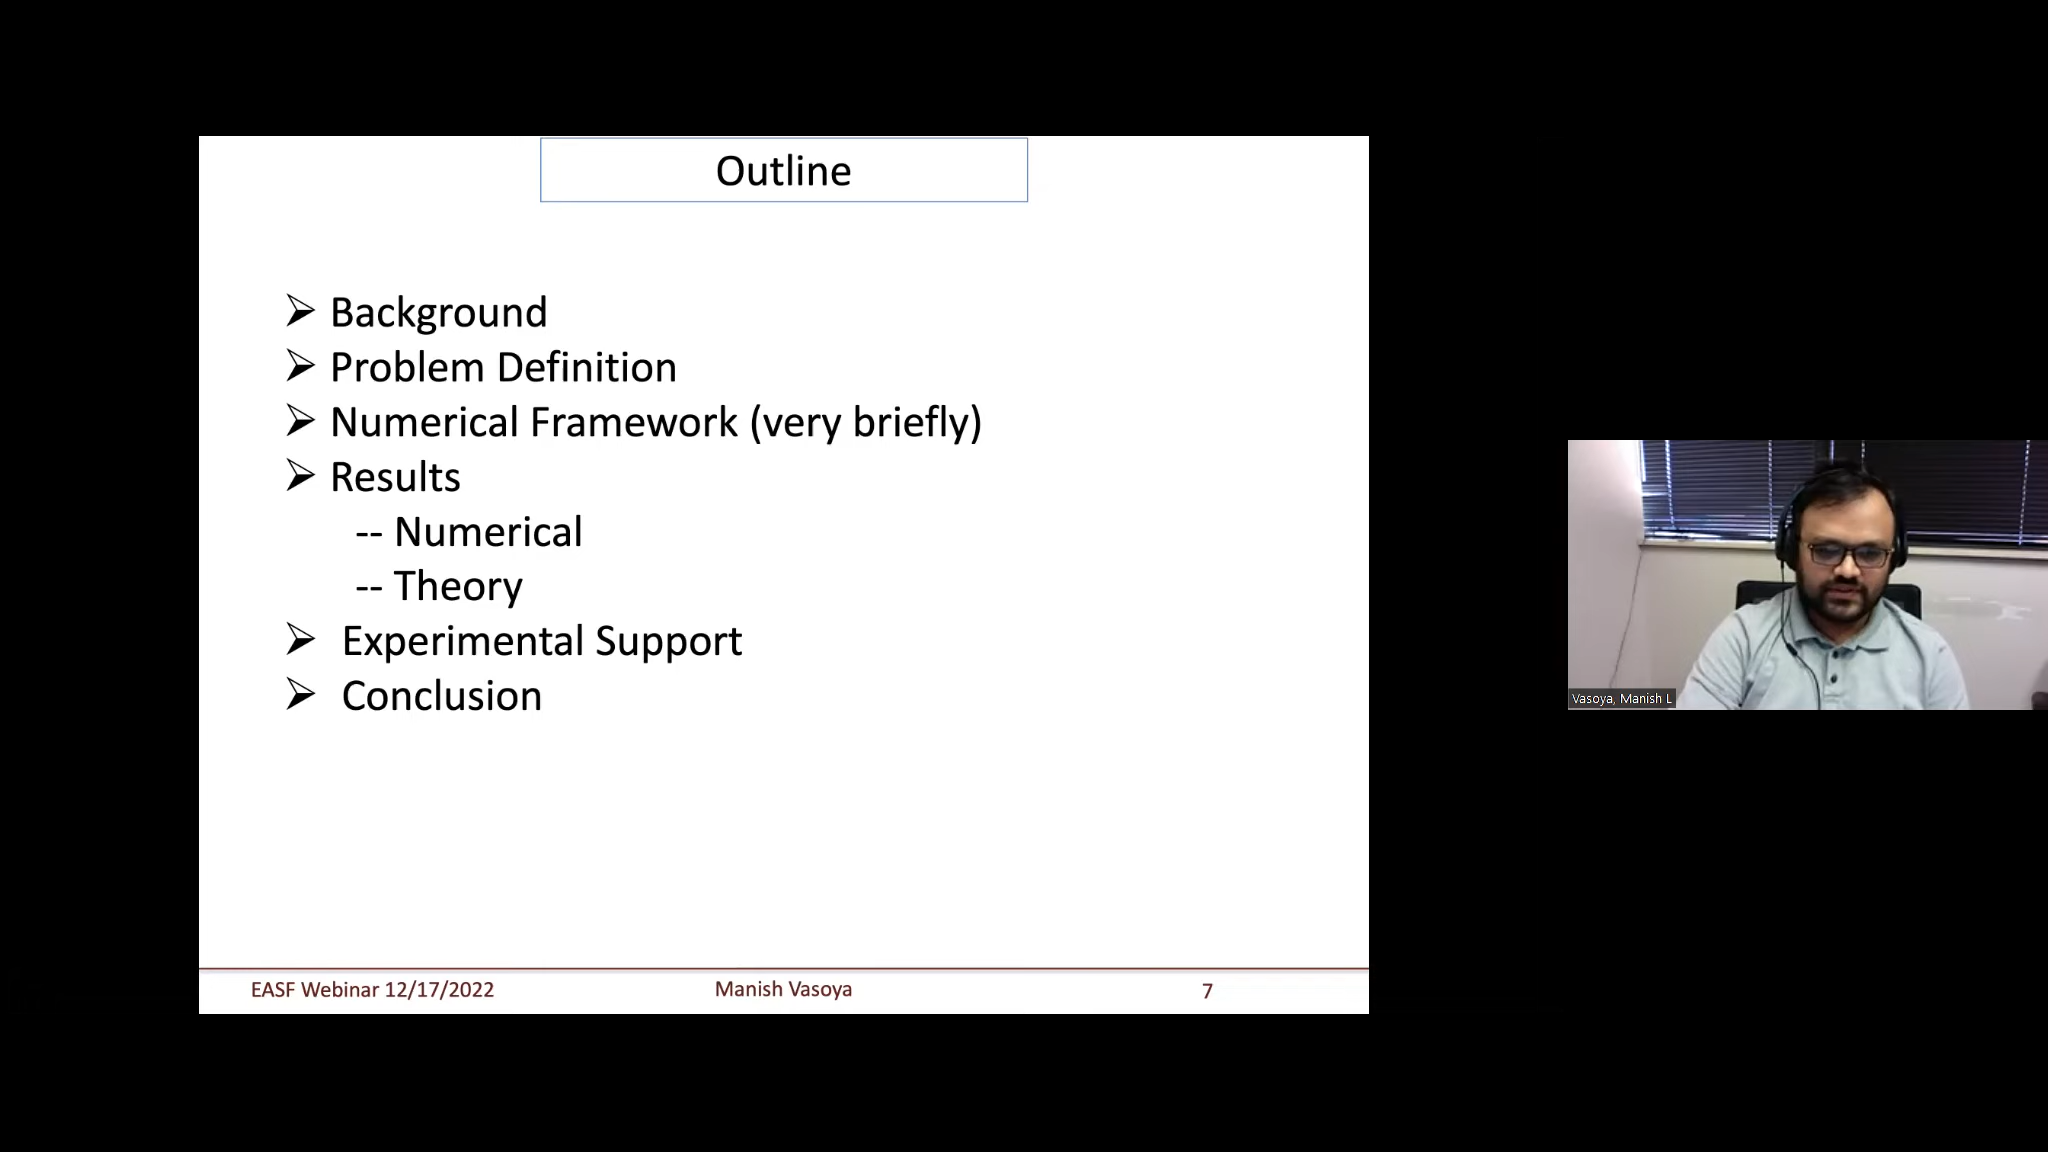 Outline
Background
Problem Definition
Numerical Framework (very briefly)
Results
-- Numerical
-- Theory
Experimental Support
Conclusion
EASF Webinar 12/17/2022
Manish Vasoya
7
Vasoya, Manish L